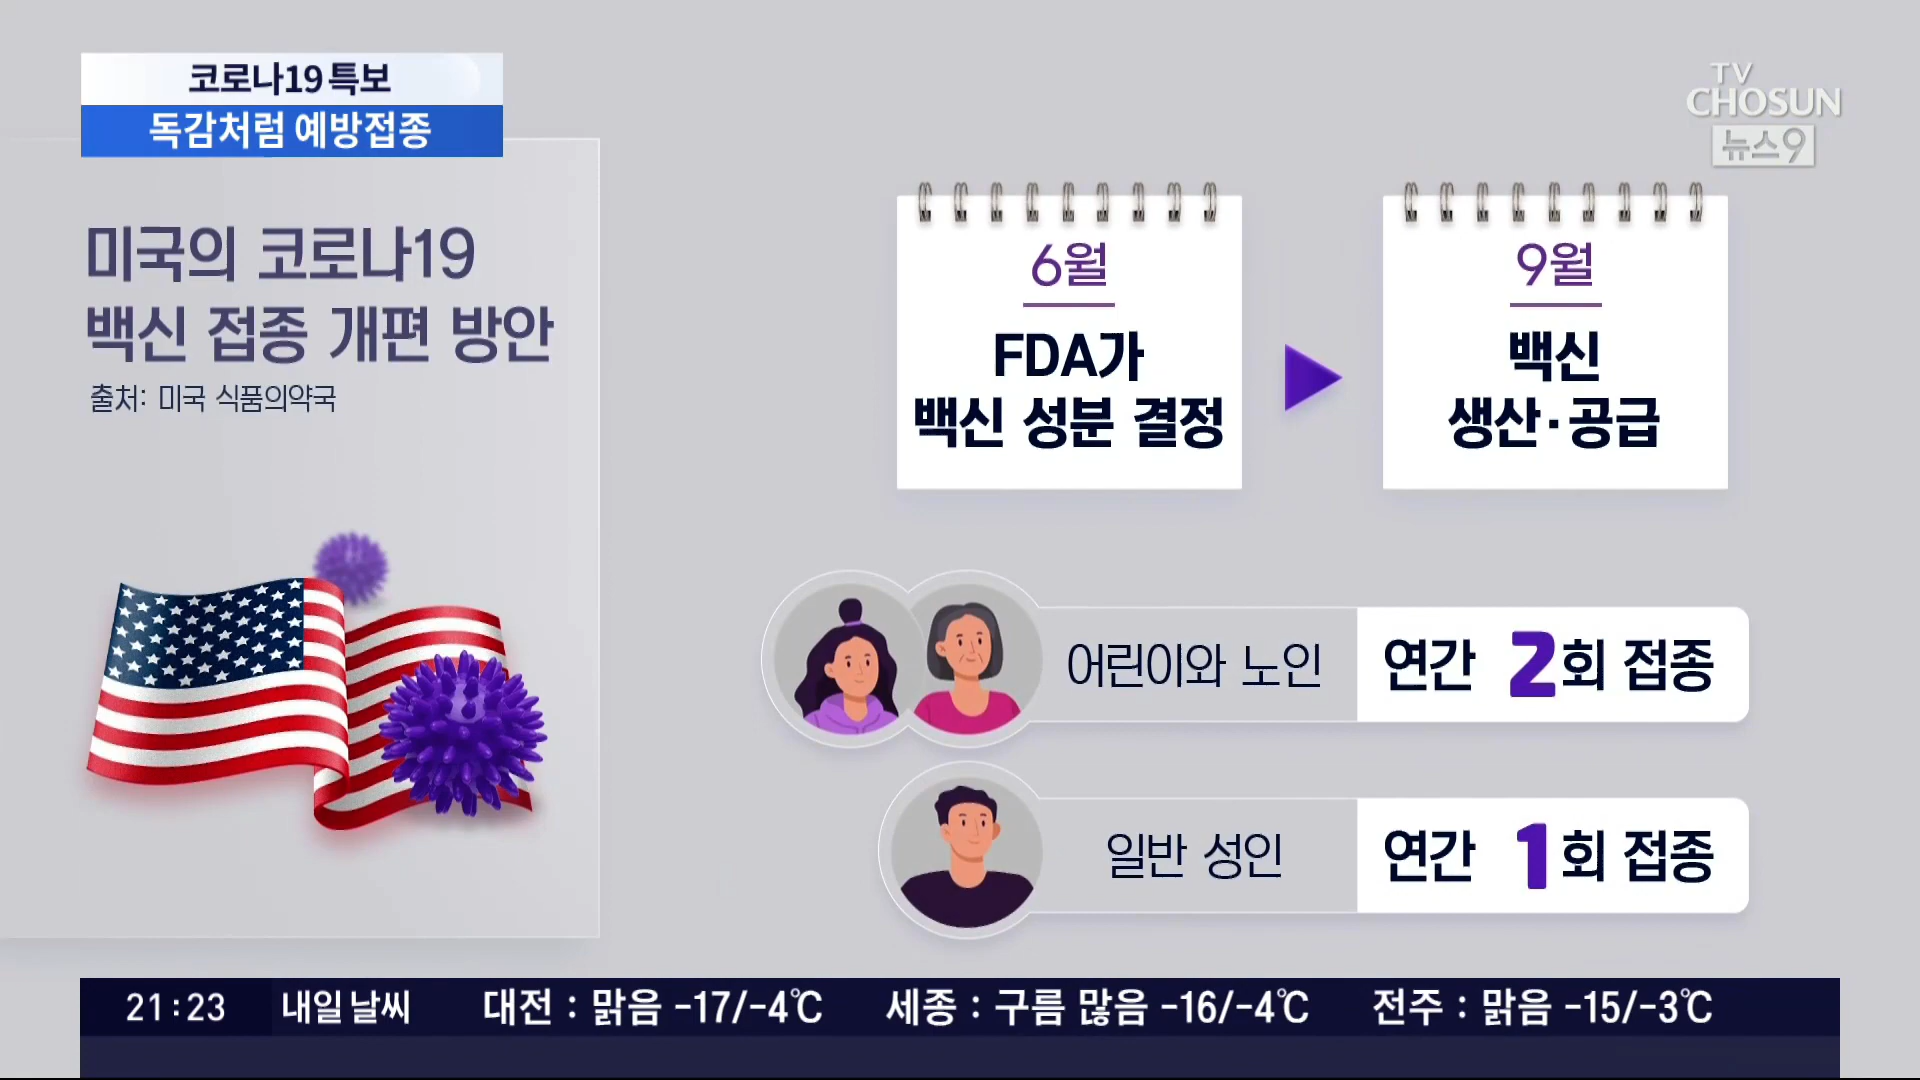 코로나19 특보
독감처럼 예방접종
TV
CHOSUN
뉴스9
미국의 코로나19
백신 접종 개편 방안
출처: 미국 식품의약국
6월
FDA가
백신 성분 결정
9월
백신
생산·공급
어린이와 노인 연간 2회 접종
일반 성인 연간 1회 접종
21:23 내일 날씨 대전 : 맑음 -17/-4℃ 세종 : 구름 많음 -16/-4℃ 전주 : 맑음 -15/-3℃